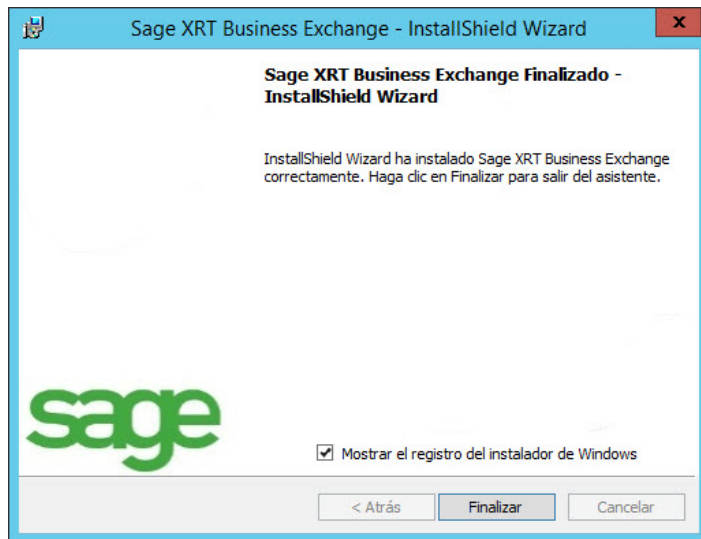 Sage XRT Business Exchange - InstallShield Wizard
x
Sage XRT Business Exchange Finalizado -
InstallShield Wizard
InstallShield Wizard ha instalado Sage XRT Business Exchange
correctamente. Haga clic en Finalizar para salir del asistente.
sage
Mostrar el registro del instalador de Windows
< Atrás
Finalizar
Cancelar